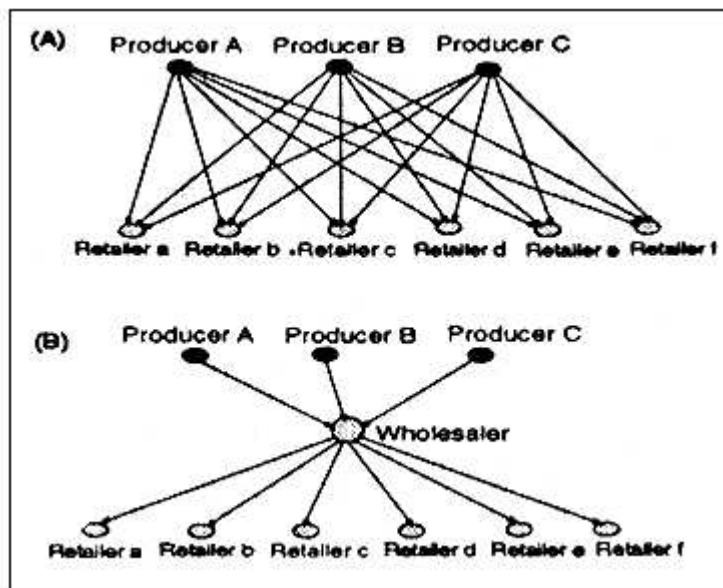 (A)
Producer A Producer B Producer C
Retailer a Retailer b Retailer c Retailer d Retailer e Retailer f
(B)
Producer A Producer B Producer C
Wholesaler
Retailer a Retailer b Retailer c Retailer d Retailer e Retailer f